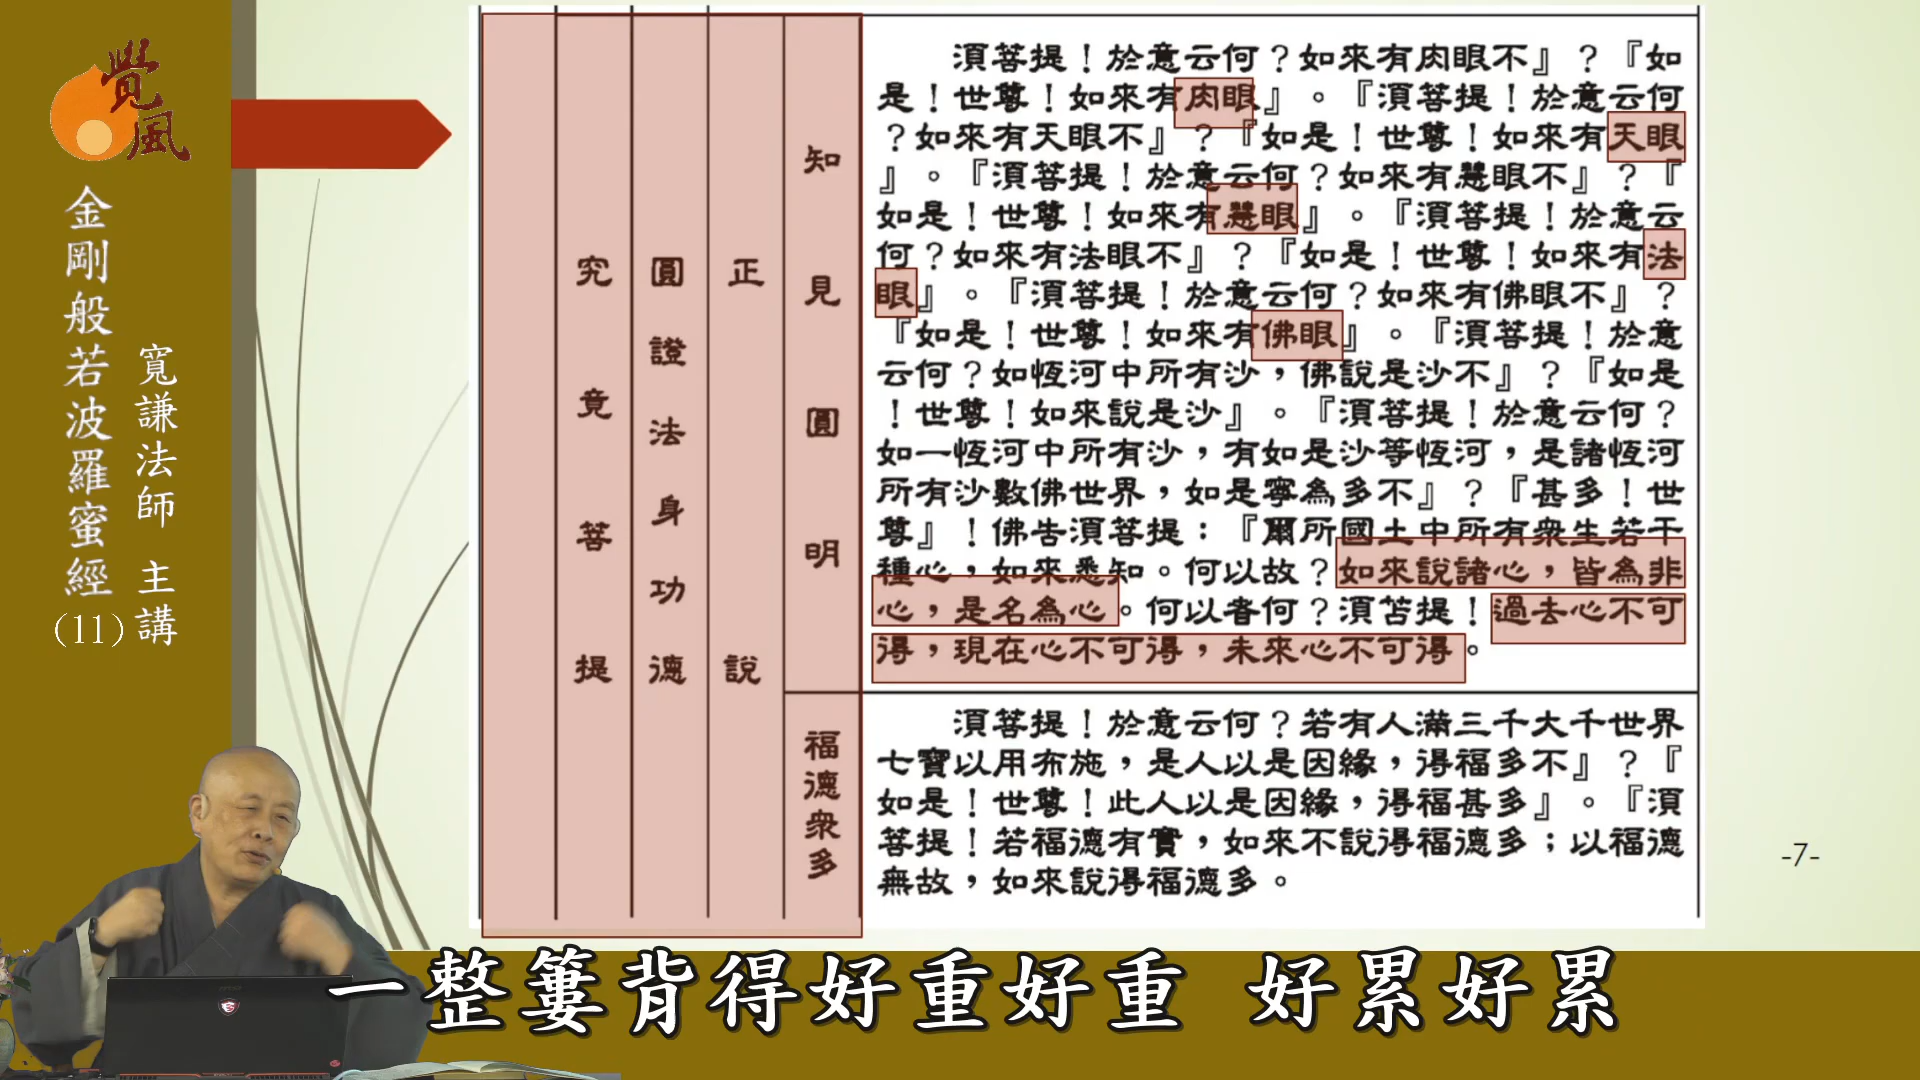 覺風
金剛般若波羅蜜經
(11)
寬謙法師 主講
究竟菩提
圓證法身功德
正說
知見圓明
須菩提！於意云何？如來有肉眼不』？『如
是！世尊！如來有肉眼』。『須菩提！於意云何
？如來有天眼不』？『如是！世尊！如來有天眼
』。『須菩提！於意云何？如來有慧眼不』？『
如是！世尊！如來有慧眼』。『須菩提！於意云
何？如來有法眼不』？『如是！世尊！如來有法
眼』。『須菩提！於意云何？如來有佛眼不』？
『如是！世尊！如來有佛眼』。『須菩提！於意
云何？如恆河中所有沙，佛說是沙不』？『如是
！世尊！如來說是沙』。『須菩提！於意云何？
如一恆河中所有沙，有如是沙等恆河，是諸恆河
所有沙數佛世界，如是寧為多不』？『甚多！世
尊』！佛告須菩提：『爾所國土中所有眾生若干
種心，如來悉知。何以故？如來說諸心，皆為非
心，是名為心。何以者何？須菩提！過去心不可
得，現在心不可得，未來心不可得。
福德眾多
須菩提！於意云何？若有人滿三千大千世界
七寶以用布施，是人以是因緣，得福多不』？『
如是！世尊！此人以是因緣，得福甚多』。『須
菩提！若福德有實，如來不說得福德多；以福德
無故，如來說得福德多。
-7-
一整簍背得好重好重 好累好累